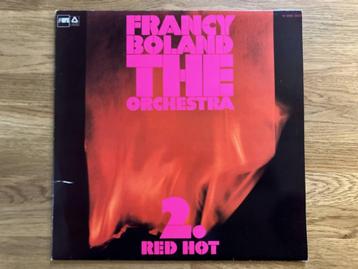 FRANCY
BOLAND
THE
ORCHESTRA
2.
RED HOT